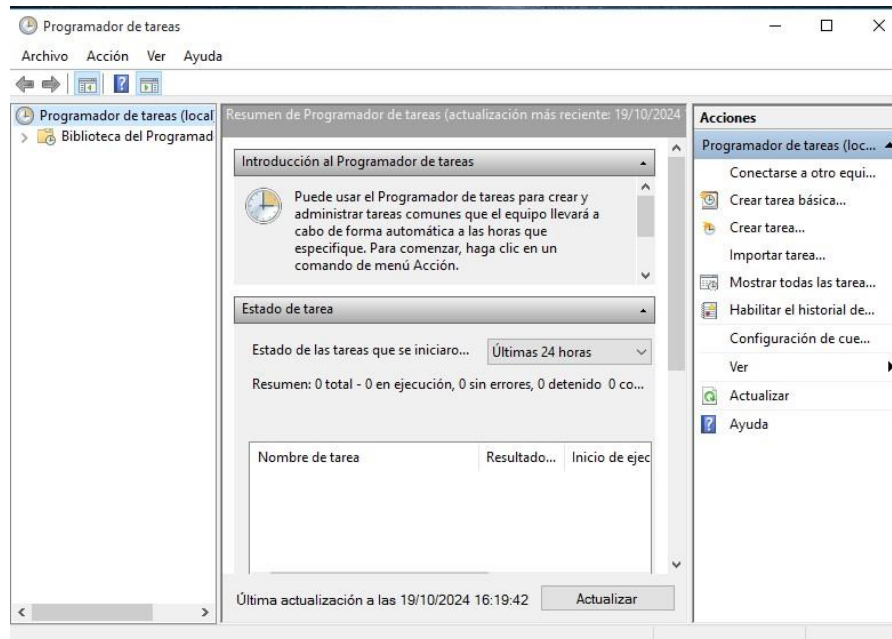 Programador de tareas
Archivo Acción Ver Ayuda
Programador de tareas (local
Biblioteca del Programad
Resumen de Programador de tareas (actualización más reciente: 19/10/2024
Introducción al Programador de tareas
Puede usar el Programador de tareas para crear y
administrar tareas comunes que el equipo llevará a
cabo de forma automática a las horas que
especifique. Para comenzar, haga clic en un
comando de menú Acción.
Estado de tarea
Estado de las tareas que se iniciaro... Últimas 24 horas
Resumen: 0 total - 0 en ejecución, 0 sin errores, 0 detenido 0 co...
Nombre de tarea Resultado... Inicio de ejec
Última actualización a las 19/10/2024 16:19:42 Actualizar
Acciones
Programador de tareas (loc...
Conectarse a otro equi...
Crear tarea básica...
Crear tarea...
Importar tarea...
Mostrar todas las tarea...
Habilitar el historial de...
Configuración de cue...
Ver
Actualizar
Ayuda